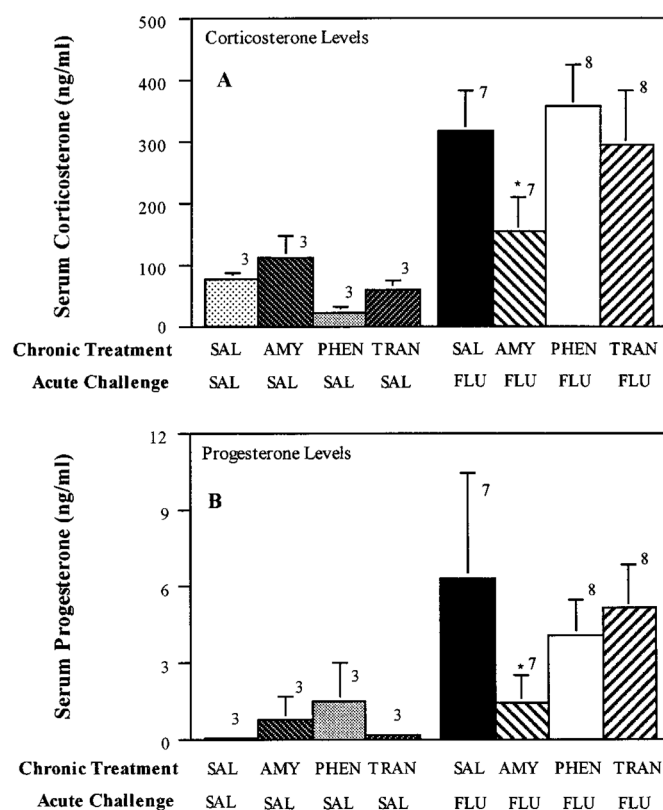 500
Corticosterone Levels
A
400
300
200
100
0
Serum Corticosterone (ng/ml)
3
3
3
3
7
* 7
8
8
Chronic Treatment SAL AMY PHEN TRAN SAL AMY PHEN TRAN
Acute Challenge SAL SAL SAL SAL FLU FLU FLU FLU
12
Progesterone Levels
B
9
6
3
0
Serum Progesterone (ng/ml)
3
3
3
3
7
*7
8
8
Chronic Treatment SAL AMY PHEN TRAN SAL AMY PHEN TRAN
Acute Challenge SAL SAL SAL SAL FLU FLU FLU FLU